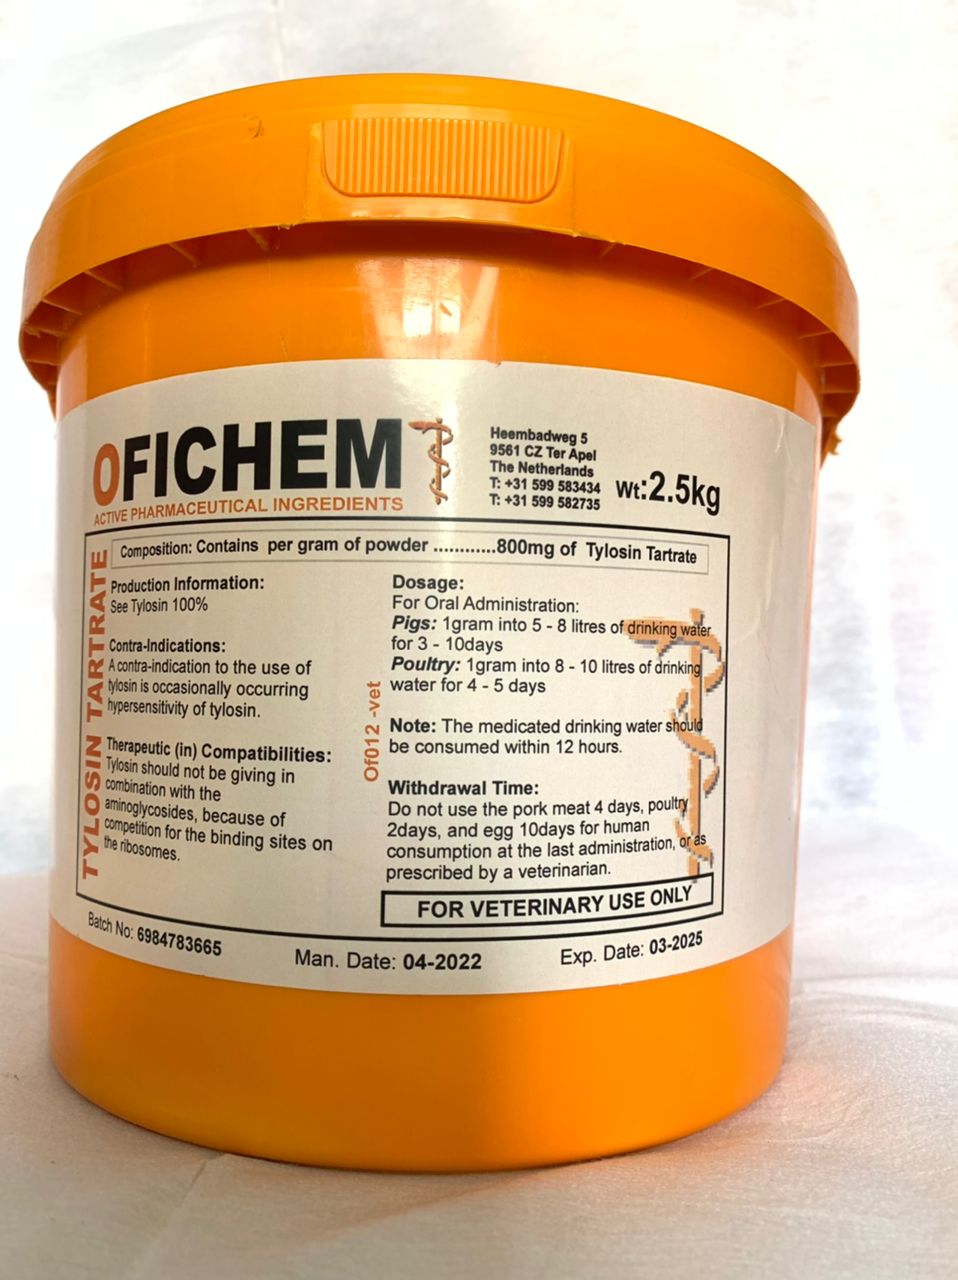 OFICHEM
ACTIVE PHARMACEUTICAL INGREDIENTS
Heembadweg 5
9561 CZ Ter Apel
The Netherlands
T: +31 599 583434
T: +31 599 582735
Wt:2.5kg
TYLOSIN TARTRATE
Composition: Contains per gram of powder ............800mg of Tylosin Tartrate
Production Information:
See Tylosin 100%
Contra-Indications:
A contra-indication to the use of
tylosin is occasionally occurring
hypersensitivity of tylosin.
Therapeutic (in) Compatibilities:
Tylosin should not be giving in
combination with the
aminoglycosides, because of
competition for the binding sites on
the ribosomes.
Of012 -vet
Dosage:
For Oral Administration:
Pigs: 1gram into 5 - 8 litres of drinking water
for 3 - 10days
Poultry: 1gram into 8 - 10 litres of drinking
water for 4 - 5 days
Note: The medicated drinking water should
be consumed within 12 hours.
Withdrawal Time:
Do not use the pork meat 4 days, poultry
2days, and egg 10days for human
consumption at the last administration, or as
prescribed by a veterinarian.
FOR VETERINARY USE ONLY
Batch No: 6984783665
Man. Date: 04-2022
Exp. Date: 03-2025